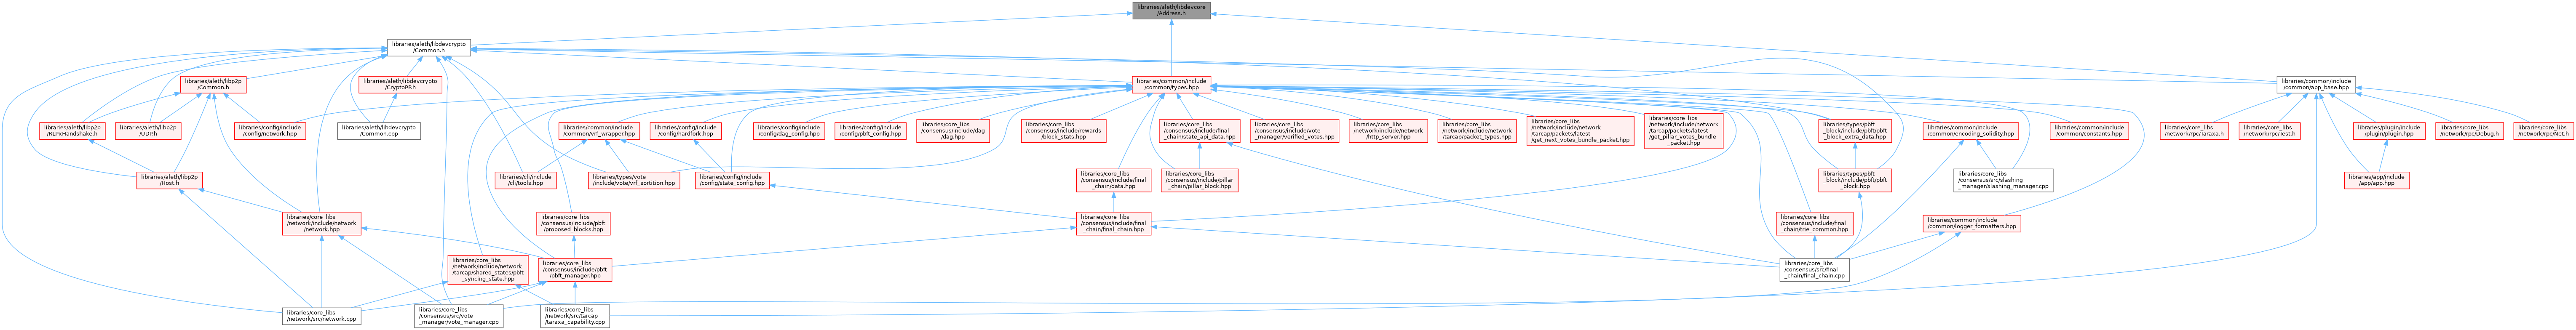 libraries/aleth/libdevcore
/Address.h
libraries/aleth/libdevcrypto
/Common.h
libraries/aleth/libp2p
/Common.h
libraries/aleth/libdevcrypto
/CryptoPP.h
libraries/common/include
/common/types.hpp
libraries/common/include
/common/app_base.hpp
libraries/aleth/libp2p
/RLPxHandshake.h
libraries/aleth/libp2p
/UDP.h
libraries/config/include
/config/network.hpp
libraries/aleth/libdevcrypto
/Common.cpp
libraries/common/include
/common/vrf_wrapper.hpp
libraries/config/include
/config/hardfork.hpp
libraries/config/include
/config/dag_config.hpp
libraries/config/include
/config/pbft_config.hpp
libraries/core_libs
/consensus/include/dag
/dag.hpp
libraries/core_libs
/consensus/include/rewards
/block_stats.hpp
libraries/core_libs
/consensus/include/final
_chain/state_api_data.hpp
libraries/core_libs
/consensus/include/vote
_manager/verified_votes.hpp
libraries/core_libs
/network/include/network
/http_server.hpp
libraries/core_libs
/network/include/network
/tarcap/packet_types.hpp
libraries/core_libs
/network/include/network
/tarcap/packets/latest
/get_next_votes_bundle_packet.hpp
libraries/core_libs
/network/include/network
/tarcap/packets/latest
/get_pillar_votes_bundle
_packet.hpp
libraries/types/pbft
_block/include/pbft/pbft
_block_extra_data.hpp
libraries/common/include
/common/encoding_solidity.hpp
libraries/common/include
/common/constants.hpp
libraries/core_libs
/network/rpc/Taraxa.h
libraries/core_libs
/network/rpc/Test.h
libraries/plugin/include
/plugin/plugin.hpp
libraries/core_libs
/network/rpc/Debug.h
libraries/core_libs
/network/rpc/Net.h
libraries/aleth/libp2p
/Host.h
libraries/cli/include
/cli/tools.hpp
libraries/types/vote
/include/vote/vrf_sortition.hpp
libraries/config/include
/config/state_config.hpp
libraries/core_libs
/consensus/include/final
_chain/data.hpp
libraries/core_libs
/consensus/include/pillar
_chain/pillar_block.hpp
libraries/types/pbft
_block/include/pbft/pbft
_block.hpp
libraries/core_libs
/consensus/src/slashing
_manager/slashing_manager.cpp
libraries/app/include
/app/app.hpp
libraries/core_libs
/network/include/network
/network.hpp
libraries/core_libs
/consensus/include/pbft
/proposed_blocks.hpp
libraries/core_libs
/consensus/include/final
_chain/final_chain.hpp
libraries/core_libs
/consensus/include/final
_chain/trie_common.hpp
libraries/common/include
/common/logger_formatters.hpp
libraries/core_libs
/network/include/network
/tarcap/shared_states/pbft
_syncing_state.hpp
libraries/core_libs
/consensus/include/pbft
/pbft_manager.hpp
libraries/core_libs
/consensus/src/final
_chain/final_chain.cpp
libraries/core_libs
/network/src/network.cpp
libraries/core_libs
/consensus/src/vote
_manager/vote_manager.cpp
libraries/core_libs
/network/src/tarcap
/taraxa_capability.cpp